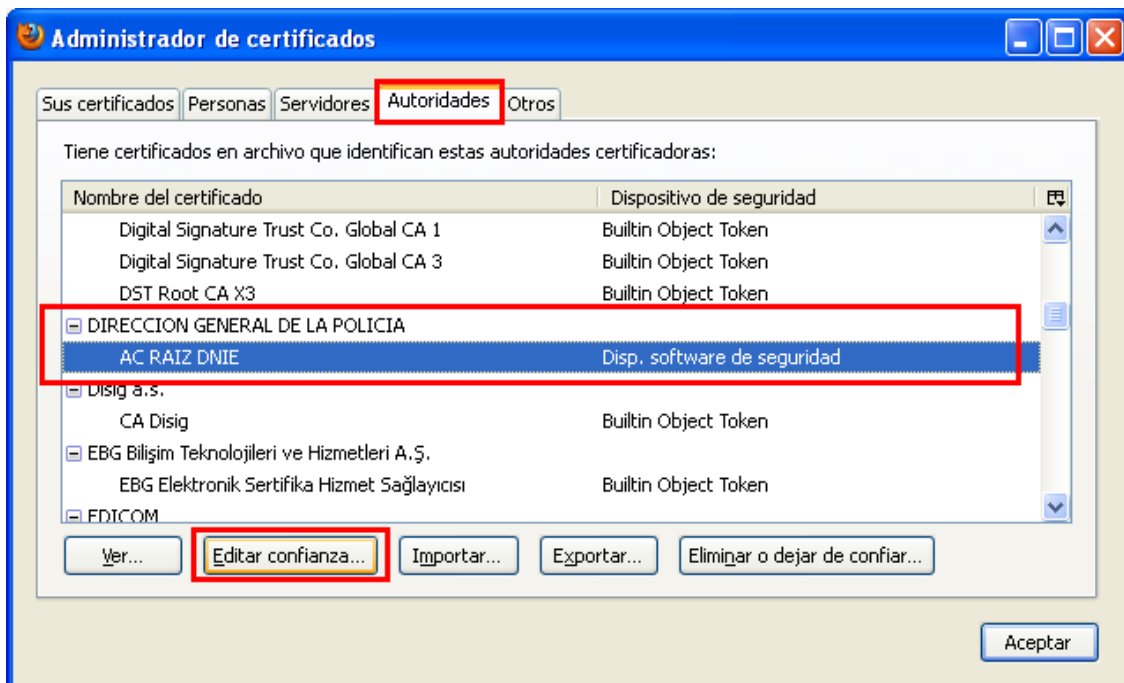 Administrador de certificados
Sus certificados Personas Servidores Autoridades Otros
Tiene certificados en archivo que identifican estas autoridades certificadoras:
Nombre del certificado Dispositivo de seguridad
Digital Signature Trust Co. Global CA 1 Builtin Object Token
Digital Signature Trust Co. Global CA 3 Builtin Object Token
DST Root CA X3 Builtin Object Token
DIRECCION GENERAL DE LA POLICIA
AC RAIZ DNIE Disp. software de seguridad
Disig a.s.
CA Disig Builtin Object Token
EBG Bilişim Teknolojileri ve Hizmetleri A.Ş.
EBG Elektronik Sertifika Hizmet Sağlayıcısı Builtin Object Token
EDICOM
Ver... Editar confianza... Importar... Exportar... Eliminar o dejar de confiar...
Aceptar